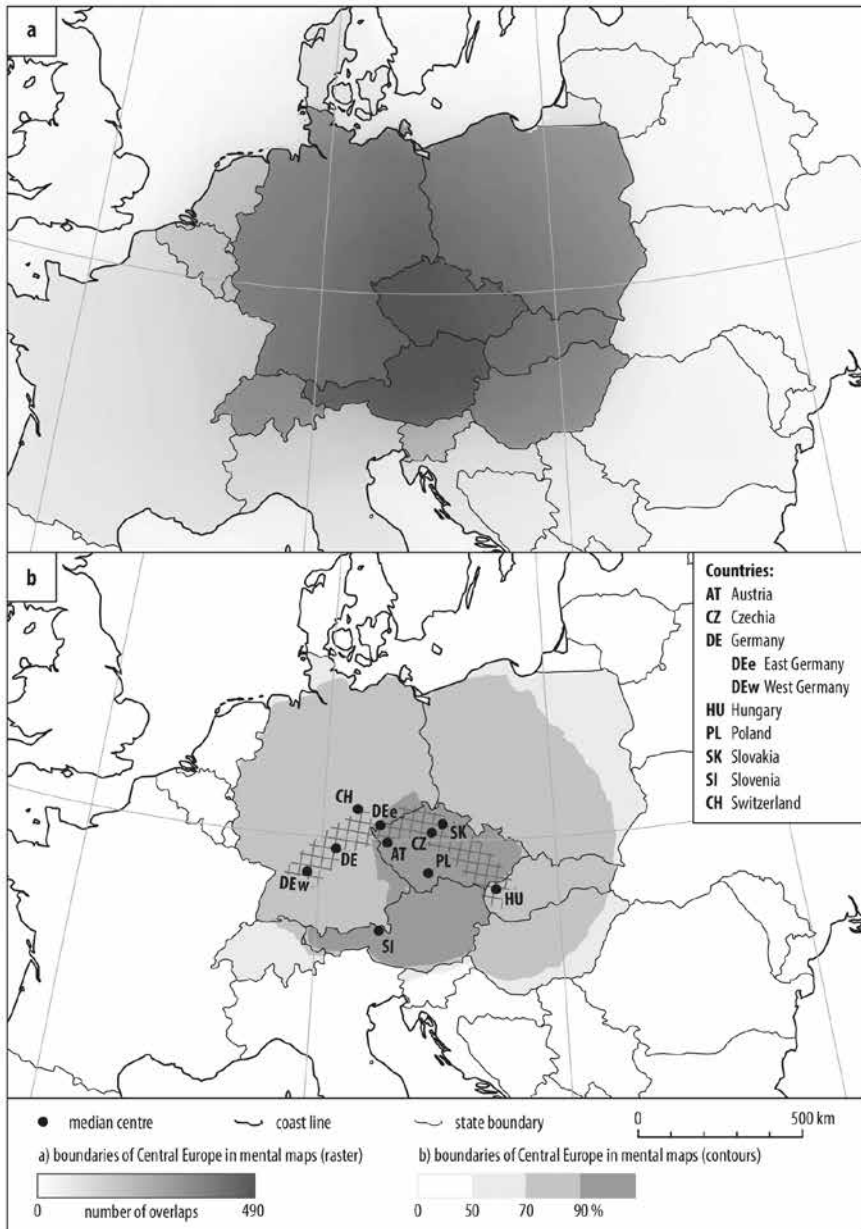 a
b
Countries:
AT Austria
CZ Czechia
DE Germany
DEe East Germany
DEw West Germany
HU Hungary
PL Poland
SK Slovakia
SI Slovenia
CH Switzerland
CH
DEe
SK
CZ
DE
AT
PL
DEw
HU
SI
median centre
coast line
state boundary
0 500 km
a) boundaries of Central Europe in mental maps (raster)
b) boundaries of Central Europe in mental maps (contours)
0 number of overlaps 490
0 50 70 90 %